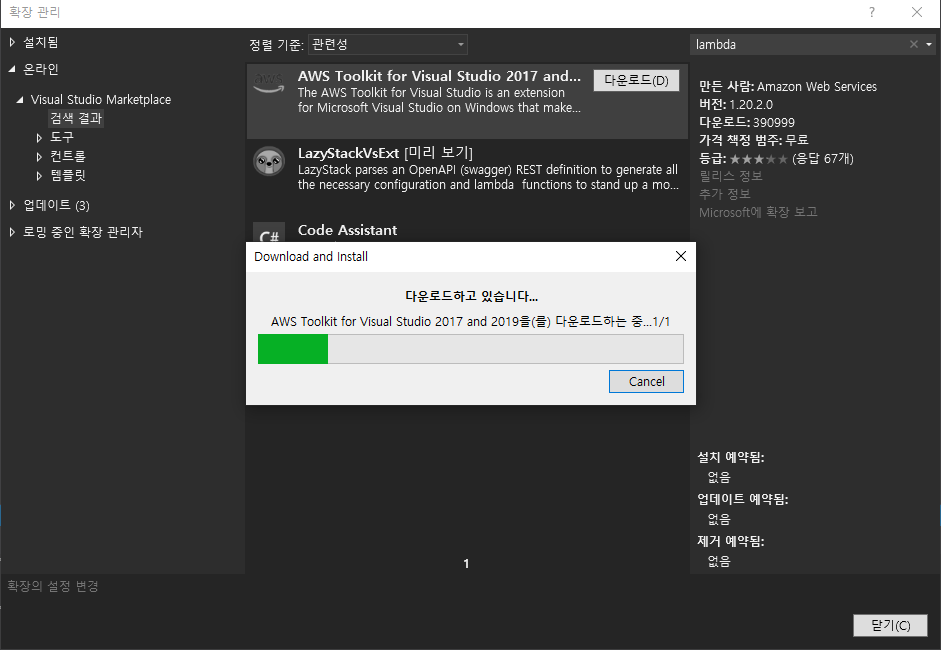 확장 관리
?
설치됨
온라인
Visual Studio Marketplace
검색 결과
도구
컨트롤
템플릿
업데이트 (3)
로밍 중인 확장 관리자
정렬 기준: 관련성
AWS
AWS Toolkit for Visual Studio 2017 and...
The AWS Toolkit for Visual Studio is an extension
for Microsoft Visual Studio on Windows that make...
다운로드(D)
LazyStackVsExt [미리 보기]
LazyStack parses an OpenAPI (swagger) REST definition to generate all
the necessary configuration and lambda functions to stand up a mo...
C#
Code Assistant
Download and Install
다운로드하고 있습니다...
AWS Toolkit for Visual Studio 2017 and 2019을(를) 다운로드하는 중...1/1
Cancel
1
lambda
만든 사람: Amazon Web Services
버전: 1.20.2.0
다운로드: 390999
가격 책정 범주: 무료
등급: ★★★★★ (응답 67개)
릴리스 정보
추가 정보
Microsoft에 확장 보고
설치 예약됨:
없음
업데이트 예약됨:
없음
제거 예약됨:
없음
확장의 설정 변경
닫기(C)